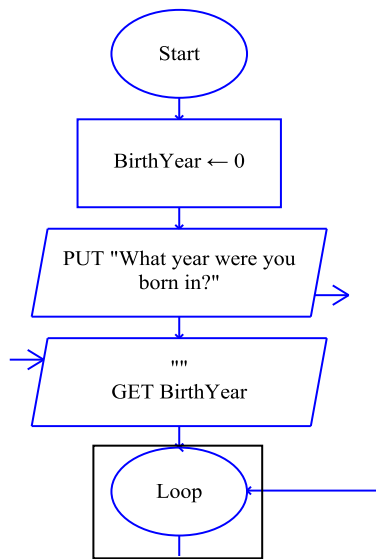 Start
BirthYear ← 0
PUT "What year were you
born in?"
""
GET BirthYear
Loop